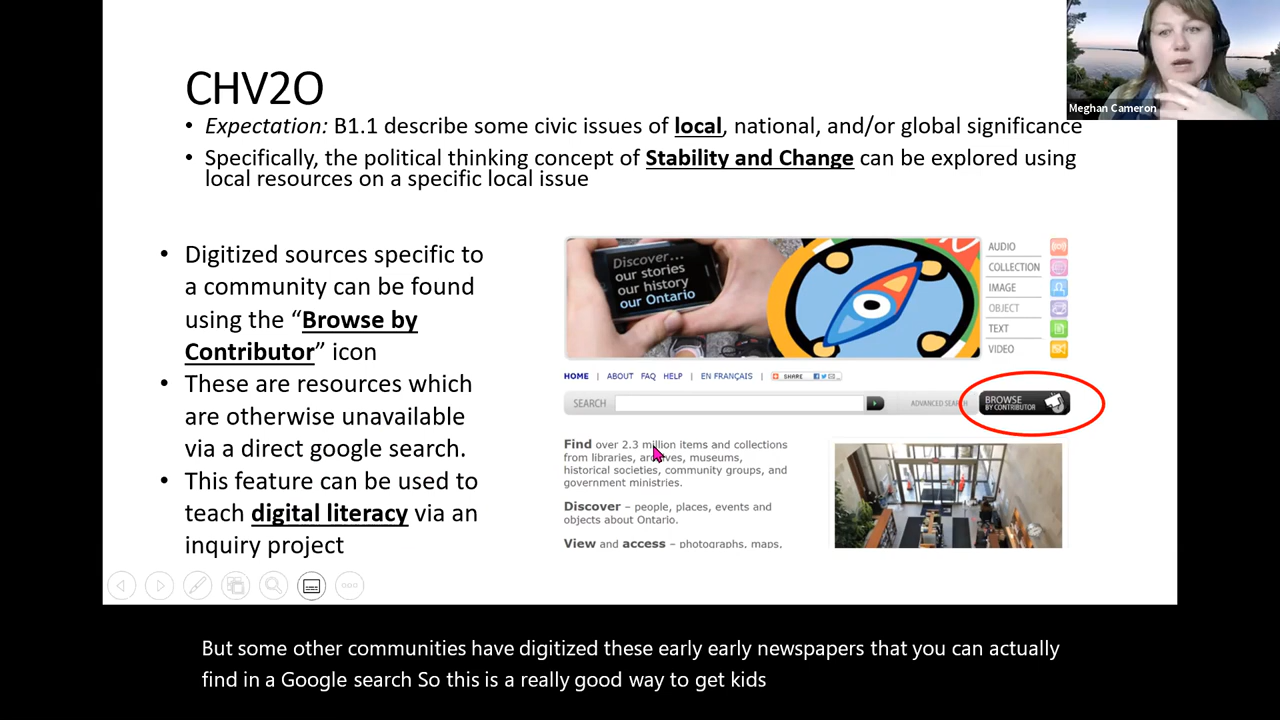 CHV2O
• Expectation: B1.1 describe some civic issues of local, national, and/or global significance
• Specifically, the political thinking concept of Stability and Change can be explored using
local resources on a specific local issue
Meghan Cameron
• Digitized sources specific to
a community can be found
using the “Browse by
Contributor” icon
• These are resources which
are otherwise unavailable
via a direct google search.
• This feature can be used to
teach digital literacy via an
inquiry project
Discover...
our stories
our history
our Ontario
AUDIO
COLLECTION
IMAGE
OBJECT
TEXT
VIDEO
HOME | ABOUT FAQ HELP | EN FRANÇAIS | SHARE
SEARCH ADVANCED SEARCH BROWSE
BY CONTRIBUTOR
Find over 2.3 million items and collections
from libraries, archives, museums,
historical societies, community groups, and
government ministries.
Discover – people, places, events and
objects about Ontario.
View and access – photographs, maps,
But some other communities have digitized these early early newspapers that you can actually
find in a Google search So this is a really good way to get kids